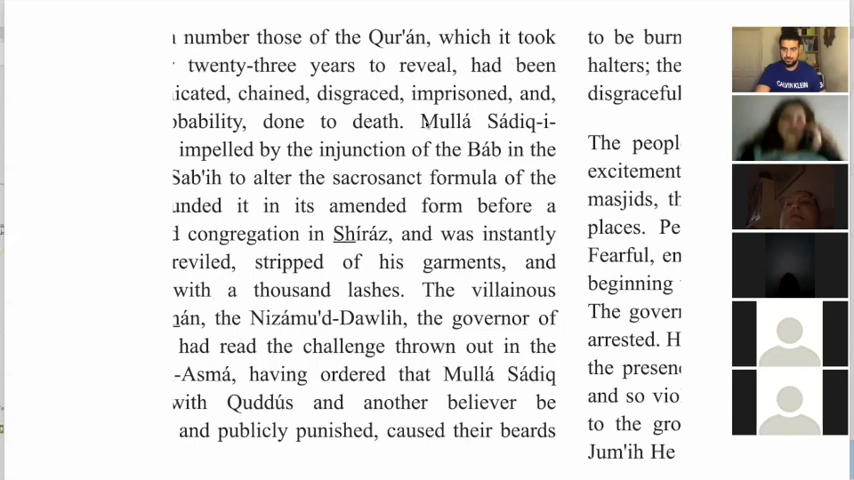 number those of the Qur'án, which it took
twenty-three years to reveal, had been
chained, disgraced, imprisoned, and,
done to death. Mullá Sádiq-i-
impelled by the injunction of the Báb in the
Sab'ih to alter the sacrosanct formula of the
it in its amended form before a
congregation in Shíráz, and was instantly
reviled, stripped of his garments, and
with a thousand lashes. The villainous
the Nizámu'd-Dawlih, the governor of
had read the challenge thrown out in the
-Asmá, having ordered that Mullá Sádiq
with Quddús and another believer be
and publicly punished, caused their beards
to be burn
halters; the
disgraceful
The peopl
excitement
masjids, th
places. Pe
Fearful, en
beginning
The govern
arrested. H
the presenc
and so vio
to the gro
Jum'ih He
CALVIN KLEIN